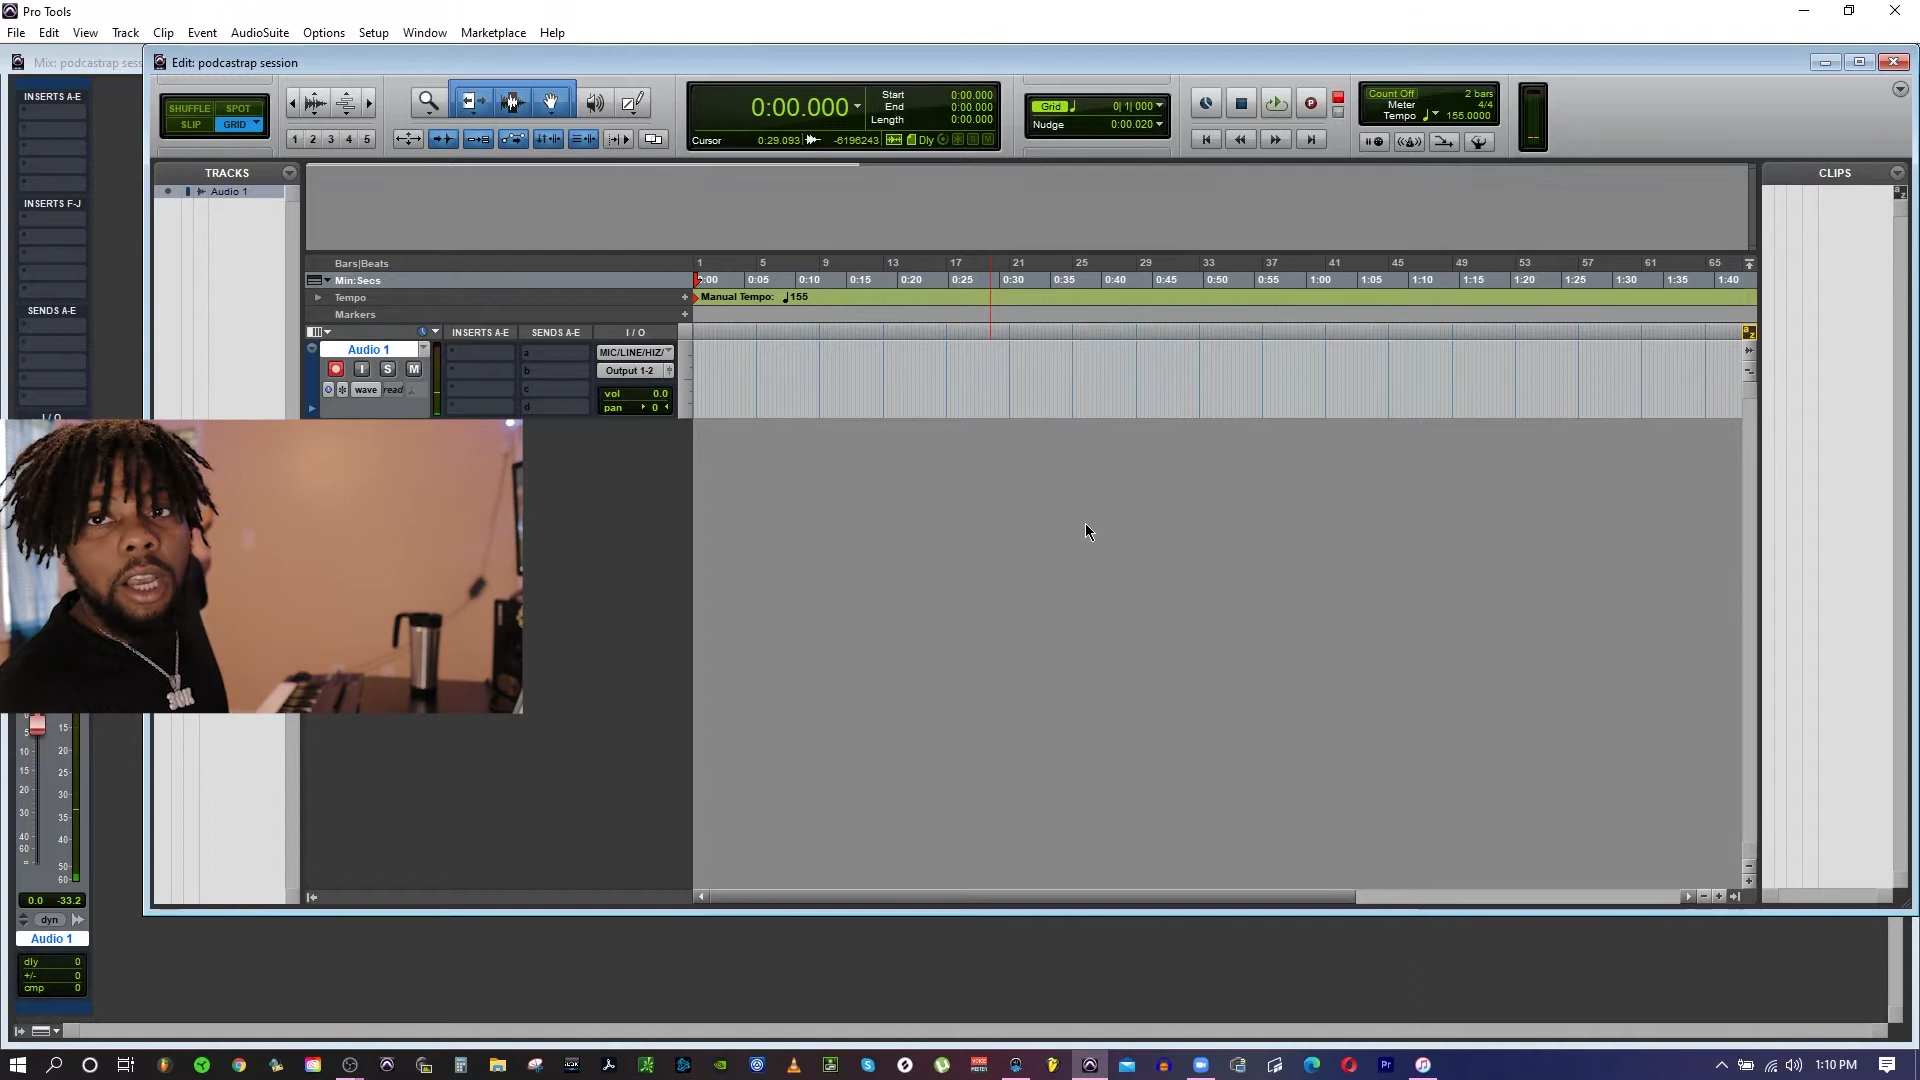 Pro Tools
File Edit View Track Clip Event AudioSuite Options Setup Window Marketplace Help
Mix: podcastrap sess
Edit: podcastrap session
SHUFFLE SPOT
SLIP GRID
1 2 3 4 5
0:00.000
Start 0:00.000
End 0:00.000
Length 0:00.000
Cursor 0:29.093 -6196243 Dly
Grid 0| 1| 000
Nudge 0:00.020
Count Off 2 bars
Meter 4/4
Tempo 155.0000
INSERTS A-E
INSERTS F-J
SENDS A-E
I / O
TRACKS
Audio 1
CLIPS
Bars|Beats 1 5 9 13 17 21 25 29 33 37 41 45 49 53 57 61 65
Min:Secs 0:00 0:05 0:10 0:15 0:20 0:25 0:30 0:35 0:40 0:45 0:50 0:55 1:00 1:05 1:10 1:15 1:20 1:25 1:30 1:35 1:40
Tempo Manual Tempo: 155
Markers
INSERTS A-E SENDS A-E I / O
Audio 1
I S M
wave read
a
b
c
d
MIC/LINE/HIZ/
Output 1-2
vol 0.0
pan 0
30K
0
5
10
15
20
30
40
60
15
20
25
30
35
40
50
60
0.0 -33.2
dyn
Audio 1
dly 0
+/- 0
cmp 0
1:10 PM